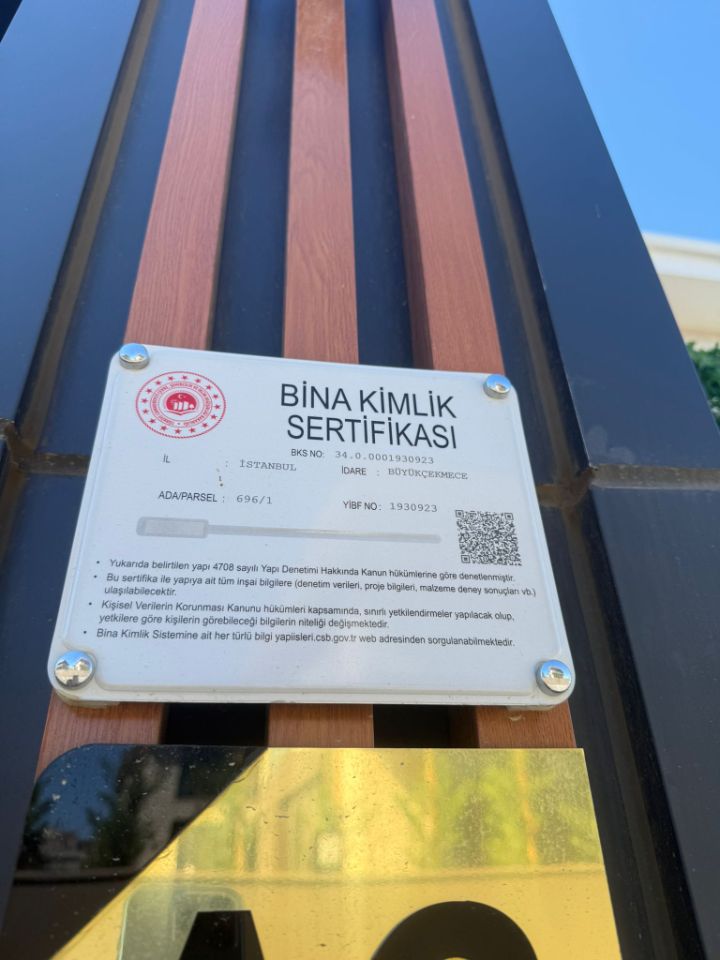 BİNA KİMLİK
SERTİFİKASI
BKS NO: 34.0.0001930923
İL : İSTANBUL İDARE : BÜYÜKÇEKMECE
ADA/PARSEL : 696/1 YİBF NO : 1930923
• Yukarıda belirtilen yapı 4708 sayılı Yapı Denetimi Hakkında Kanun hükümlerine göre denetlenmiştir.
• Bu sertifika ile yapıya ait tüm inşai bilgilere (denetim verileri, proje bilgileri, malzeme deney sonuçları vb.)
ulaşılabilecektir.
• Kişisel Verilerin Korunması Kanunu hükümleri kapsamında, sınırlı yetkilendirmeler yapılacak olup,
yetkilere göre kişilerin görebileceği bilgilerin niteliği değişmektedir.
• Bina Kimlik Sistemine ait her türlü bilgi yapiisleri.csb.gov.tr web adresinden sorgulanabilmektedir.